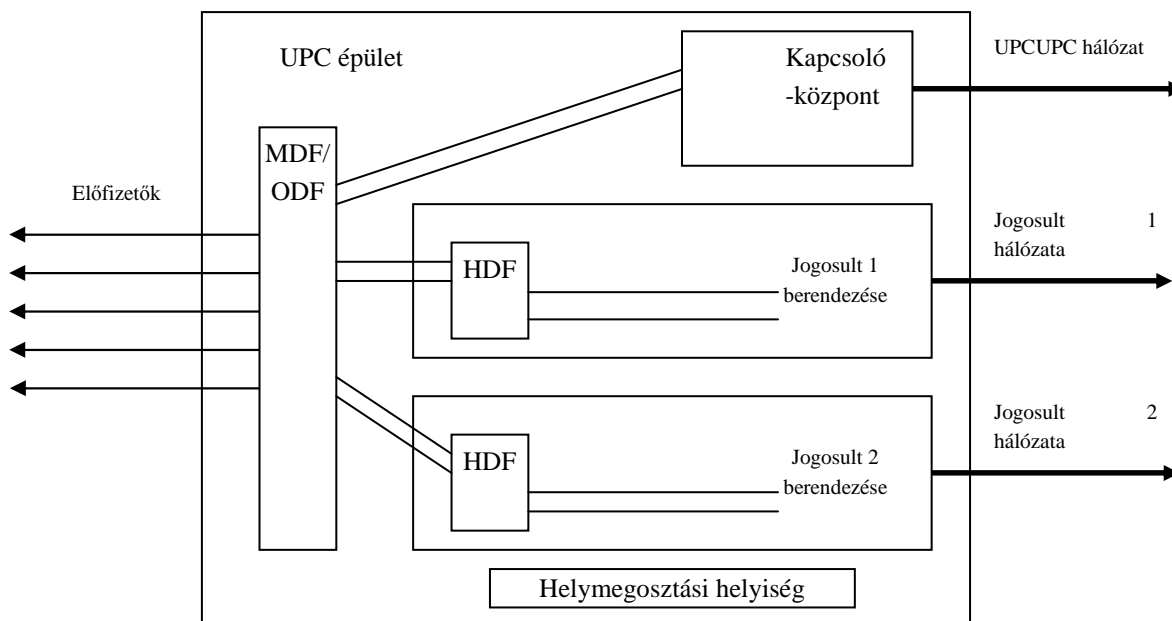 UPC épület
Kapcsoló
-központ
UPCUPC hálózat
MDF/
ODF
Előfizetők
HDF
Jogosult 1
berendezése
Jogosult 1
hálózata
HDF
Jogosult 2
berendezése
Jogosult 2
hálózata
Helymegosztási helyiség